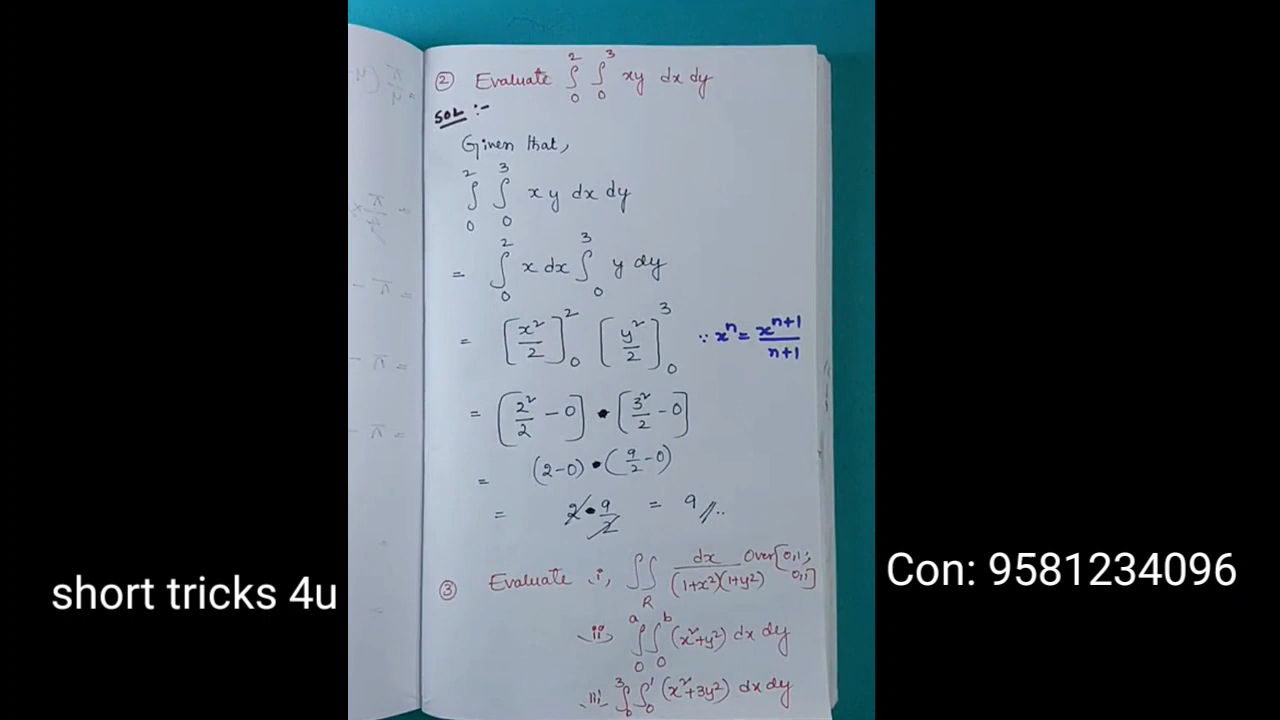 ② Evaluate ∫₀² ∫₀³ xy dx dy
SOL :-
Given that,
∫₀² ∫₀³ x y dx dy
= ∫₀² x dx ∫₀³ y dy
= [x²/2]₀² [y²/2]₀³ ∵ xⁿ = xⁿ⁺¹/n+1
= [2²/2 - 0] • [3²/2 - 0]
= (2-0) • (9/2 - 0)
= 2 • 9/2 = 9 //..
③ Evaluate i, ∬_R dx/(1+x²)(1+y²) Over [0,1; 0,1]
ii ∫₀ᵃ ∫₀ᵇ (x²+y²) dx dy
iii ∫₀³ ∫₀¹ (x²+3y²) dx dy
short tricks 4u
Con: 9581234096